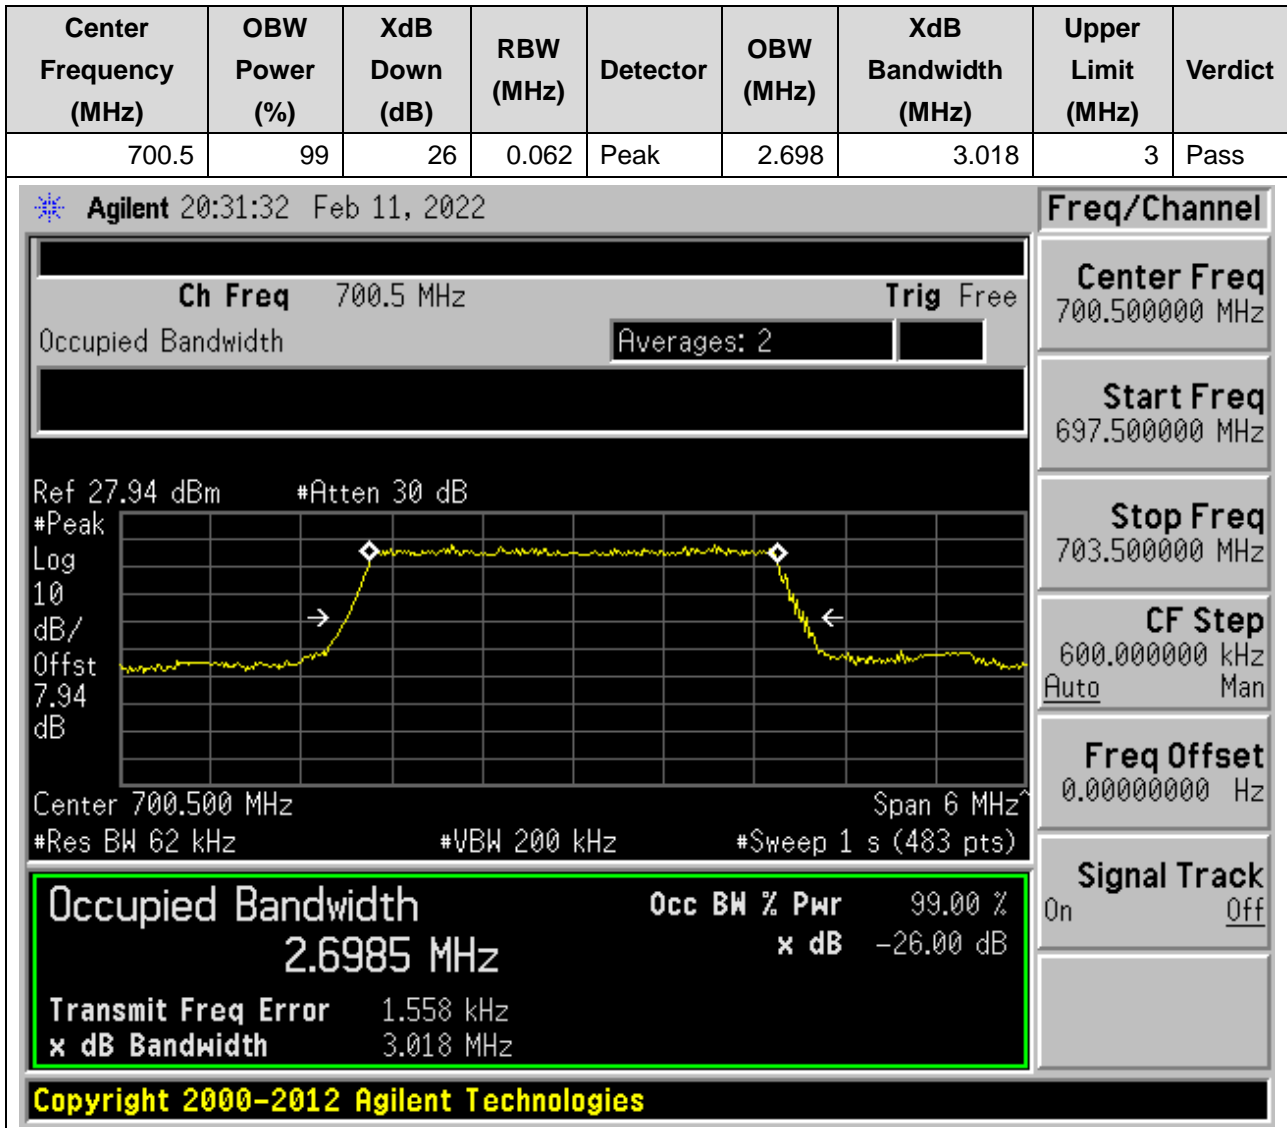 Center Frequency (MHz) OBW Power (%) XdB Down (dB) RBW (MHz) Detector OBW (MHz) XdB Bandwidth (MHz) Upper Limit (MHz) Verdict
700.5 99 26 0.062 Peak 2.698 3.018 3 Pass
Agilent 20:31:32 Feb 11, 2022
Freq/Channel
Ch Freq 700.5 MHz Trig Free
Occupied Bandwidth Averages: 2
Ref 27.94 dBm #Atten 30 dB
#Peak
Log
10
dB/
Offst
7.94
dB
Center 700.500 MHz Span 6 MHz^
#Res BW 62 kHz #VBW 200 kHz #Sweep 1 s (483 pts)
Occupied Bandwidth Occ BW % Pwr 99.00 %
2.6985 MHz x dB -26.00 dB
Transmit Freq Error 1.558 kHz
x dB Bandwidth 3.018 MHz
Center Freq
700.500000 MHz
Start Freq
697.500000 MHz
Stop Freq
703.500000 MHz
CF Step
600.000000 kHz
Auto Man
Freq Offset
0.00000000 Hz
Signal Track
On Off
Copyright 2000-2012 Agilent Technologies